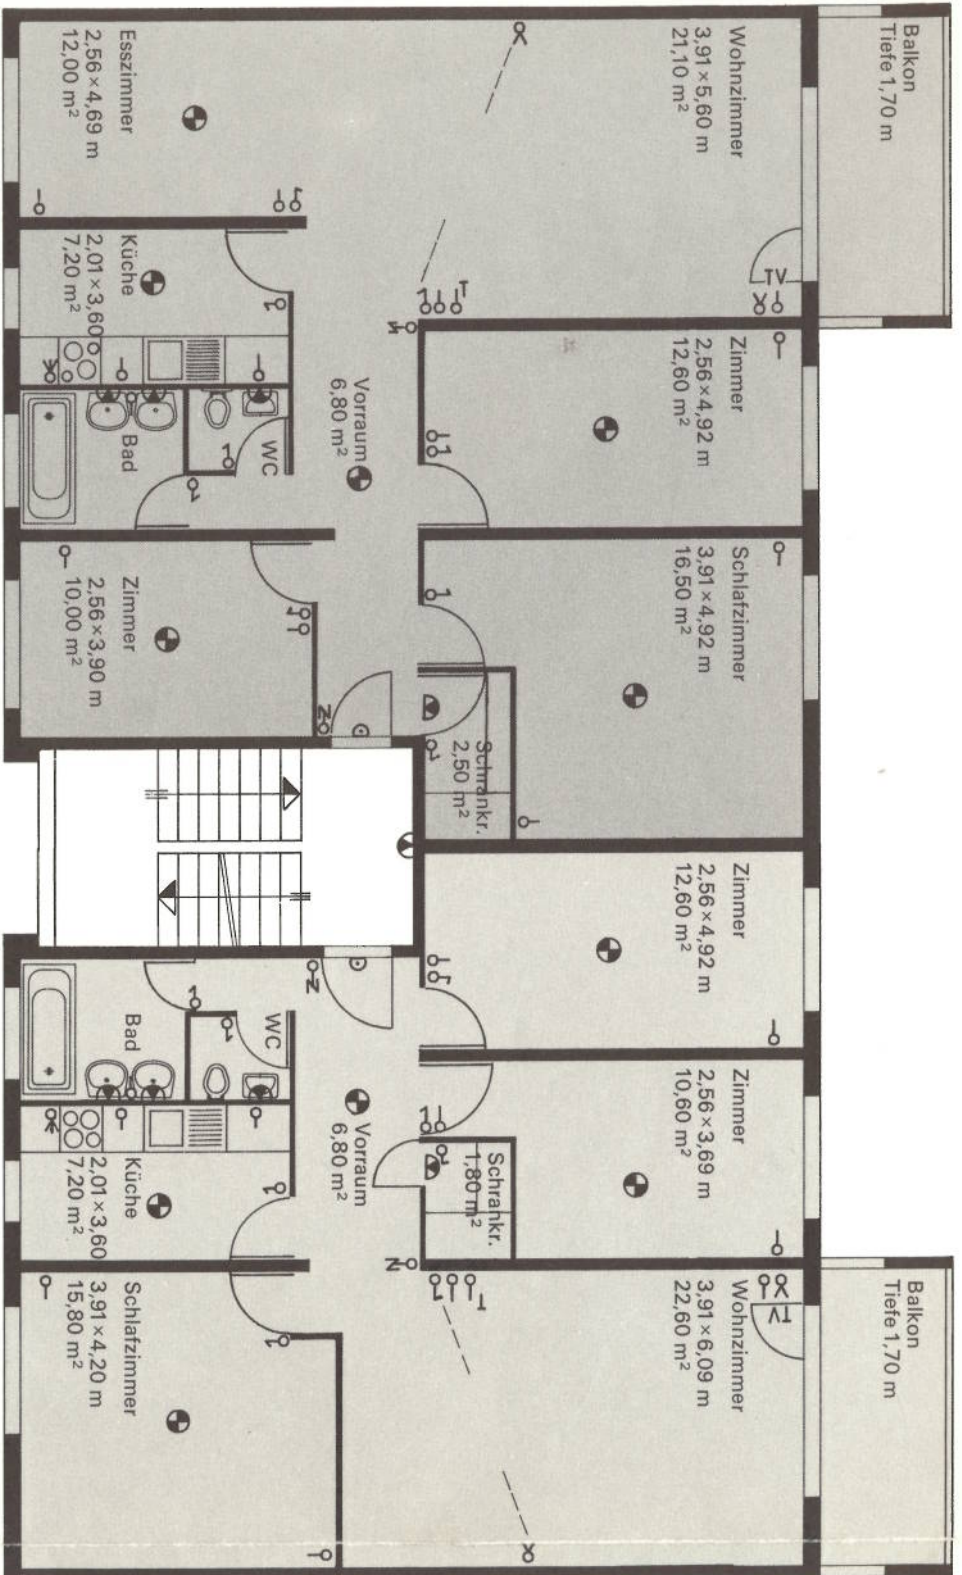 Balkon
Tiefe 1,70 m
Wohnzimmer
3,91 × 5,60 m
21,10 m²
TV
Esszimmer
2,56 × 4,69 m
12,00 m²
Küche
2,01 × 3,60
7,20 m²
Zimmer
2,56 × 4,92 m
12,60 m²
Vorraum
6,80 m²
WC
Bad
Schlafzimmer
3,91 × 4,92 m
16,50 m²
Schrankr.
2,50 m²
Zimmer
2,56 × 3,90 m
10,00 m²
Zimmer
2,56 × 4,92 m
12,60 m²
WC
Bad
Zimmer
2,56 × 3,69 m
10,60 m²
Schrankr.
1,80 m²
Vorraum
6,80 m²
Küche
2,01 × 3,60
7,20 m²
Balkon
Tiefe 1,70 m
Wohnzimmer
3,91 × 6,09 m
22,60 m²
TV
Schlafzimmer
3,91 × 4,20 m
15,80 m²